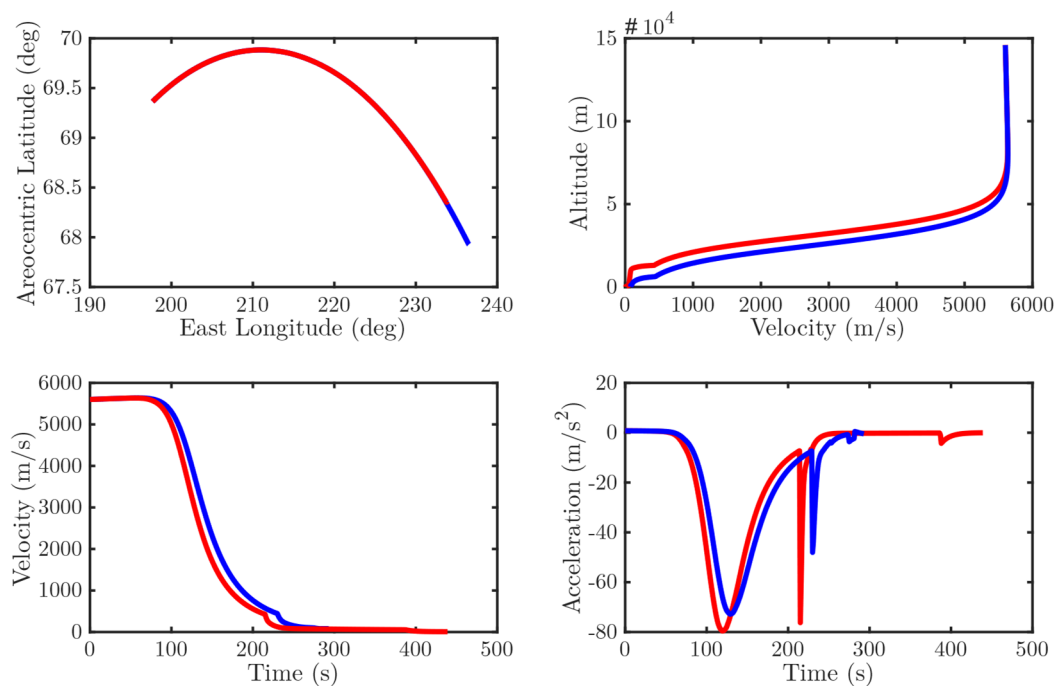 Areocentric Latitude (deg)
70
69.5
69
68.5
68
67.5
190 200 210 220 230 240
East Longitude (deg)
# 10^4
Altitude (m)
15
10
5
0
0 1000 2000 3000 4000 5000 6000
Velocity (m/s)
Velocity (m/s)
6000
5000
4000
3000
2000
1000
0
0 100 200 300 400 500
Time (s)
Acceleration (m/s^2)
20
0
-20
-40
-60
-80
0 100 200 300 400 500
Time (s)